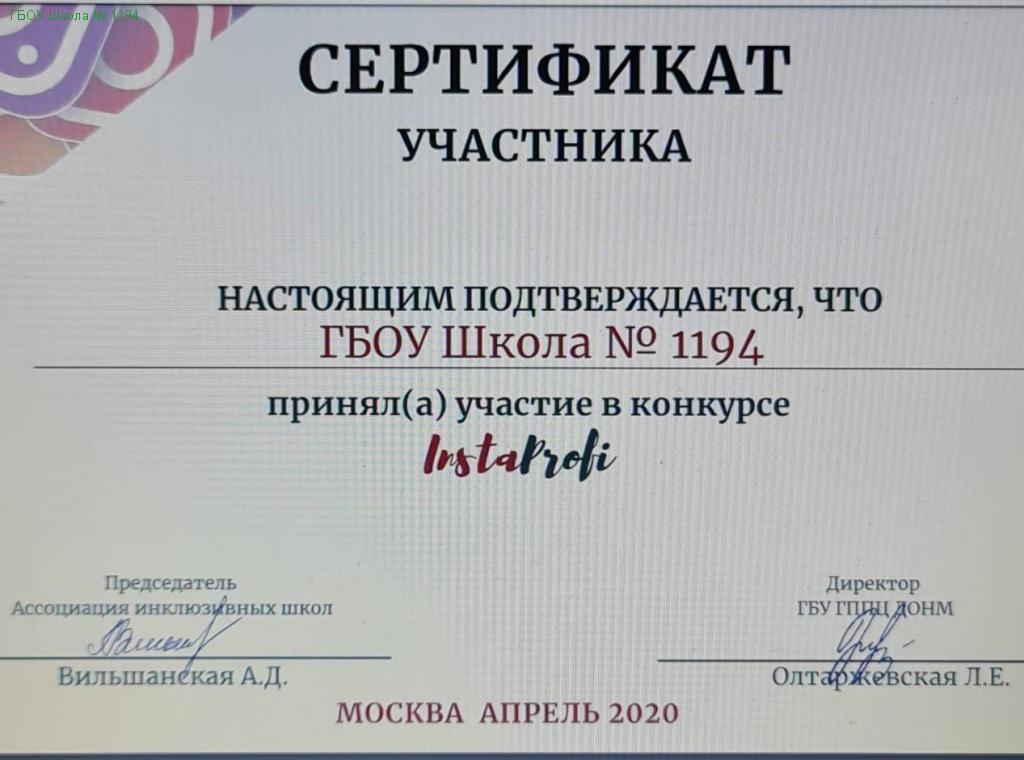 ГБОУ Школа № 1194
СЕРТИФИКАТ
УЧАСТНИКА
НАСТОЯЩИМ ПОДТВЕРЖДАЕТСЯ, ЧТО
ГБОУ Школа № 1194
принял(а) участие в конкурсе
InstaProfi
Председатель
Ассоциация инклюзивных школ
Вильшанская А.Д.
Директор
ГБУ ГППЦ ДОНМ
Олтаржевская Л.Е.
МОСКВА АПРЕЛЬ 2020